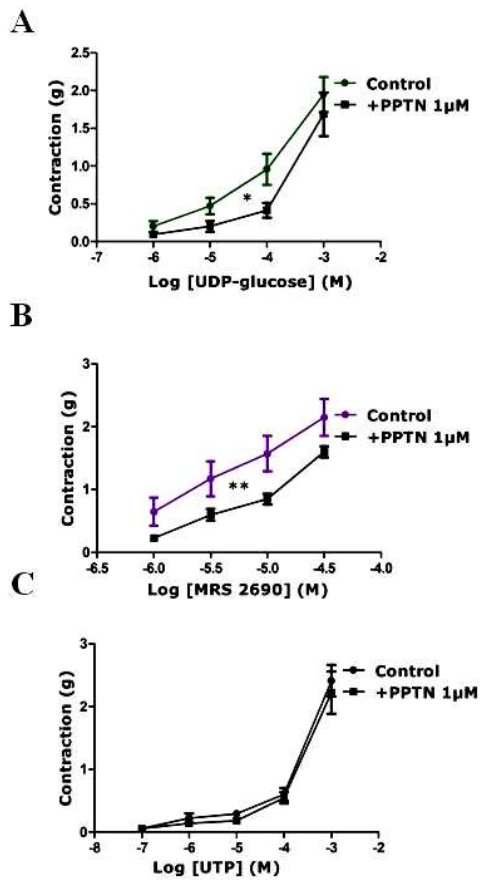 A
2.5
2.0
1.5
1.0
0.5
0.0
Contraction (g)
Control
+PPTN 1µM
*
-7 -6 -5 -4 -3 -2
Log [UDP-glucose] (M)
B
3
2
1
0
Contraction (g)
Control
+PPTN 1µM
**
-6.5 -6.0 -5.5 -5.0 -4.5 -4.0
Log [MRS 2690] (M)
C
3
2
1
0
Contraction (g)
Control
+PPTN 1µM
-8 -7 -6 -5 -4 -3 -2
Log [UTP] (M)